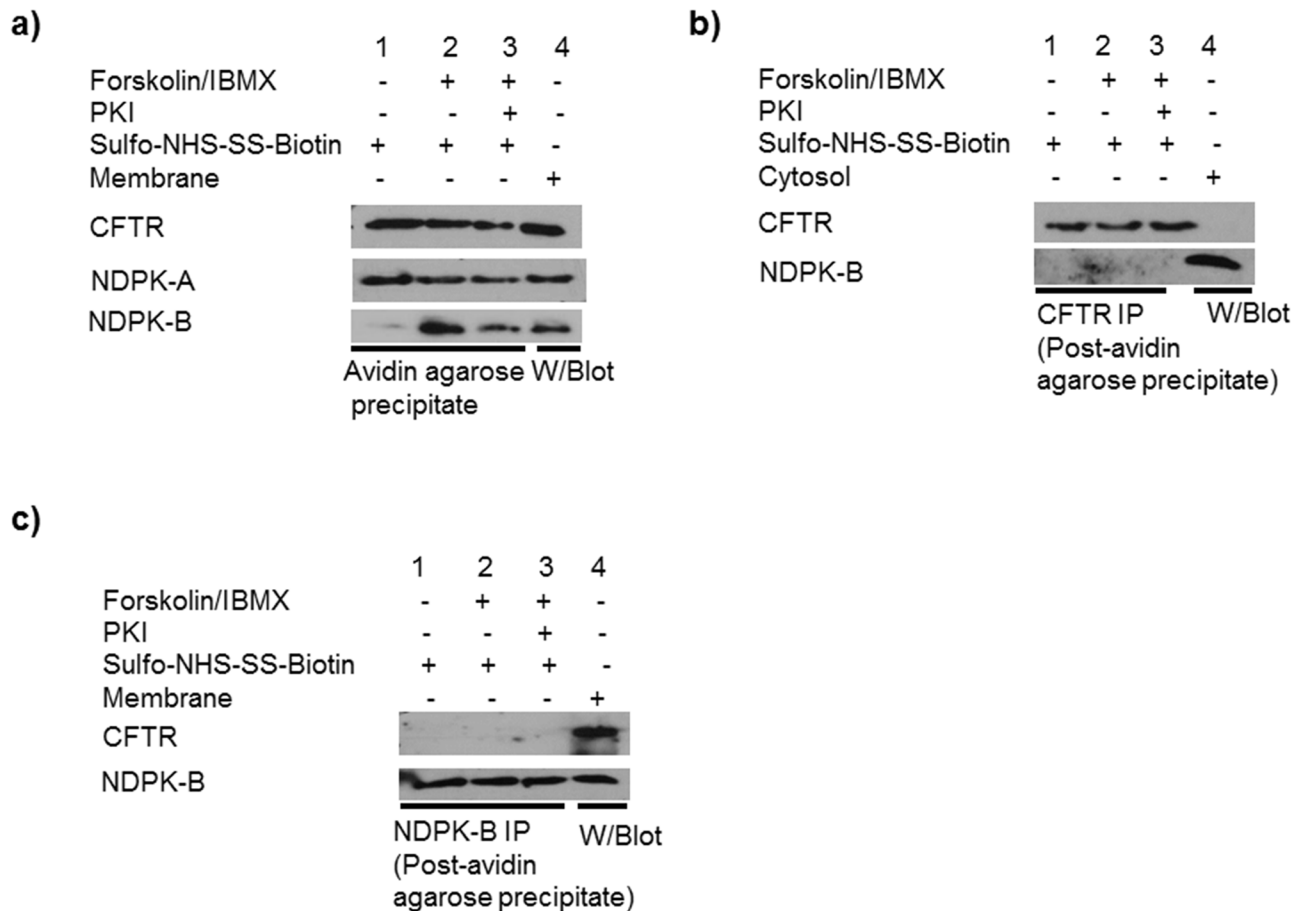 a)
1 2 3 4
Forskolin/IBMX - + + -
PKI - - + -
Sulfo-NHS-SS-Biotin + + + -
Membrane - - - +
CFTR
NDPK-A
NDPK-B
Avidin agarose W/Blot
precipitate
b)
1 2 3 4
Forskolin/IBMX - + + -
PKI - - + -
Sulfo-NHS-SS-Biotin + + + -
Cytosol - - - +
CFTR
NDPK-B
CFTR IP W/Blot
(Post-avidin
agarose precipitate)
c)
1 2 3 4
Forskolin/IBMX - + + -
PKI - - + -
Sulfo-NHS-SS-Biotin + + + -
Membrane - - - +
CFTR
NDPK-B
NDPK-B IP W/Blot
(Post-avidin
agarose precipitate)